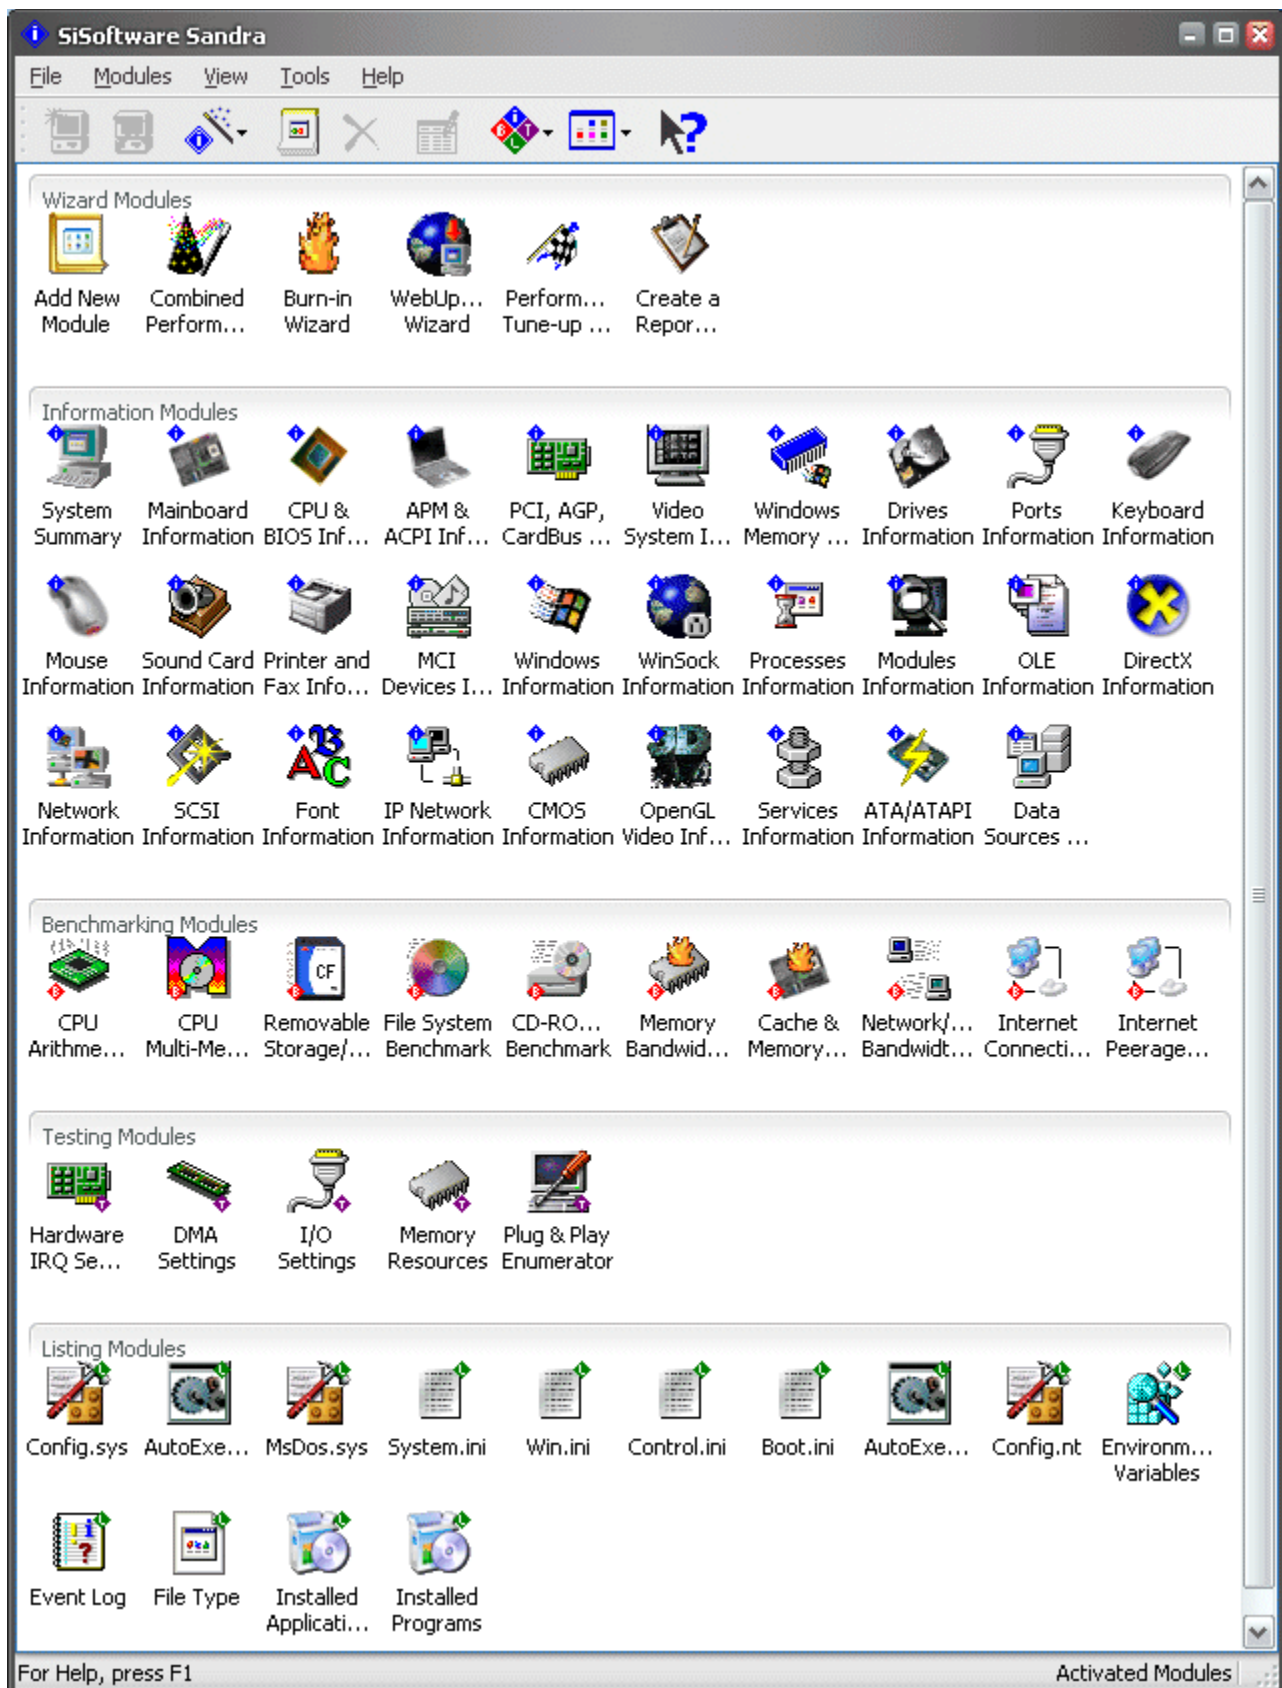 SiSoftware Sandra
File Modules View Tools Help
Wizard Modules
Add New Combined Burn-in WebUp... Perform... Create a
Module Perform... Wizard Wizard Tune-up ... Repor...
Information Modules
System Mainboard CPU & APM & PCI, AGP, Video Windows Drives Ports Keyboard
Summary Information BIOS Inf... ACPI Inf... CardBus ... System I... Memory ... Information Information Information
Mouse Sound Card Printer and MCI Windows WinSock Processes Modules OLE DirectX
Information Information Fax Info... Devices I... Information Information Information Information Information Information
Network SCSI Font IP Network CMOS OpenGL Services ATA/ATAPI Data
Information Information Information Information Information Video Inf... Information Information Sources ...
Benchmarking Modules
CF
CPU CPU Removable File System CD-RO... Memory Cache & Network/... Internet Internet
Arithme... Multi-Me... Storage/... Benchmark Benchmark Bandwid... Memory... Bandwidt... Connecti... Peerage...
Testing Modules
Hardware DMA I/O Memory Plug & Play
IRQ Se... Settings Settings Resources Enumerator
Listing Modules
Config.sys AutoExe... MsDos.sys System.ini Win.ini Control.ini Boot.ini AutoExe... Config.nt Environm...
Variables
Event Log File Type Installed Installed
Applicati... Programs
For Help, press F1 Activated Modules